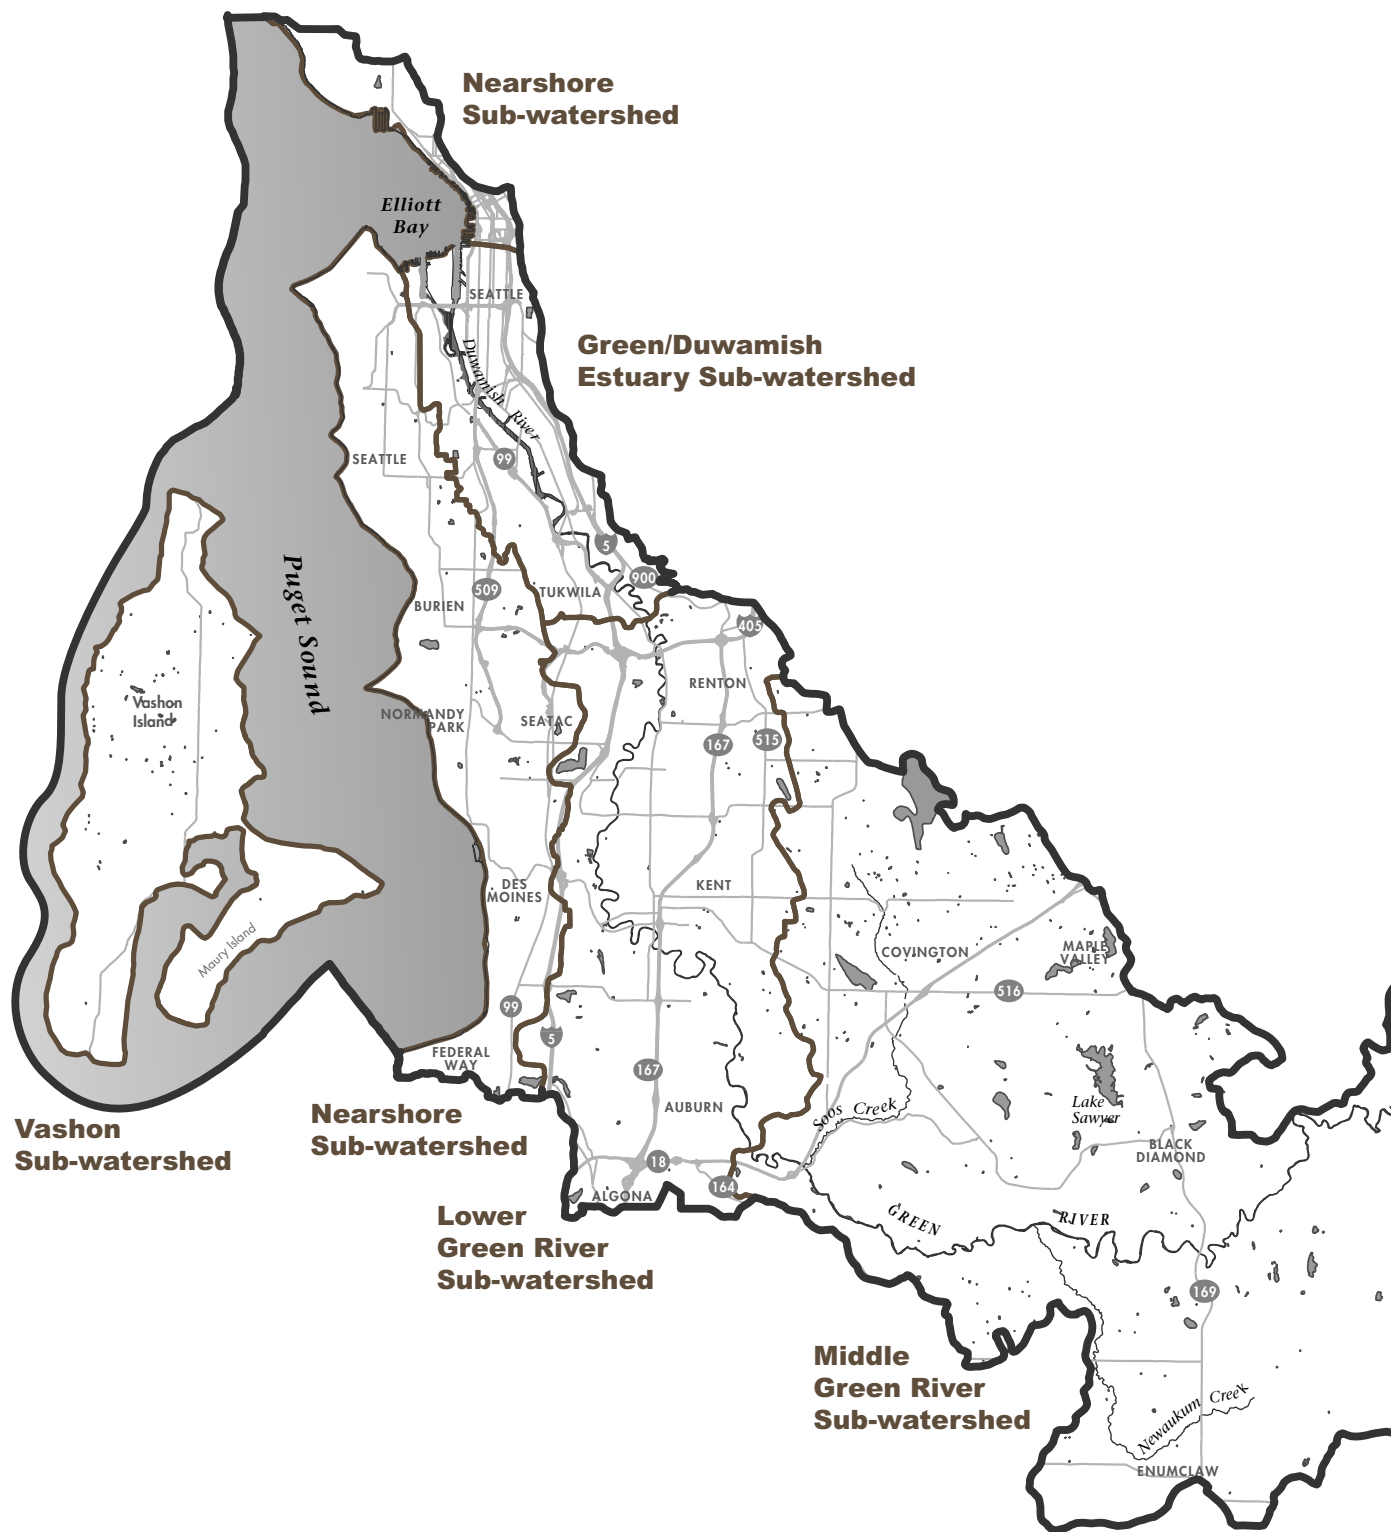 Nearshore
Sub-watershed
Elliott
Bay
SEATTLE
Green/Duwamish
Estuary Sub-watershed
Duwamish River
SEATTLE
99
5
900
Puget Sound
509
TUKWILA
BURIEN
405
RENTON
Vashon
Island
NORMANDY
PARK
SEATAC
167
515
KENT
DES
MOINES
Maury Island
COVINGTON
MAPLE
VALLEY
516
99
5
FEDERAL
WAY
167
AUBURN
Soos Creek
Lake
Sawyer
BLACK
DIAMOND
Vashon
Sub-watershed
Nearshore
Sub-watershed
18
164
ALGONA
Lower
Green River
Sub-watershed
GREEN RIVER
169
Middle
Green River
Sub-watershed
Newaukum Creek
ENUMCLAW